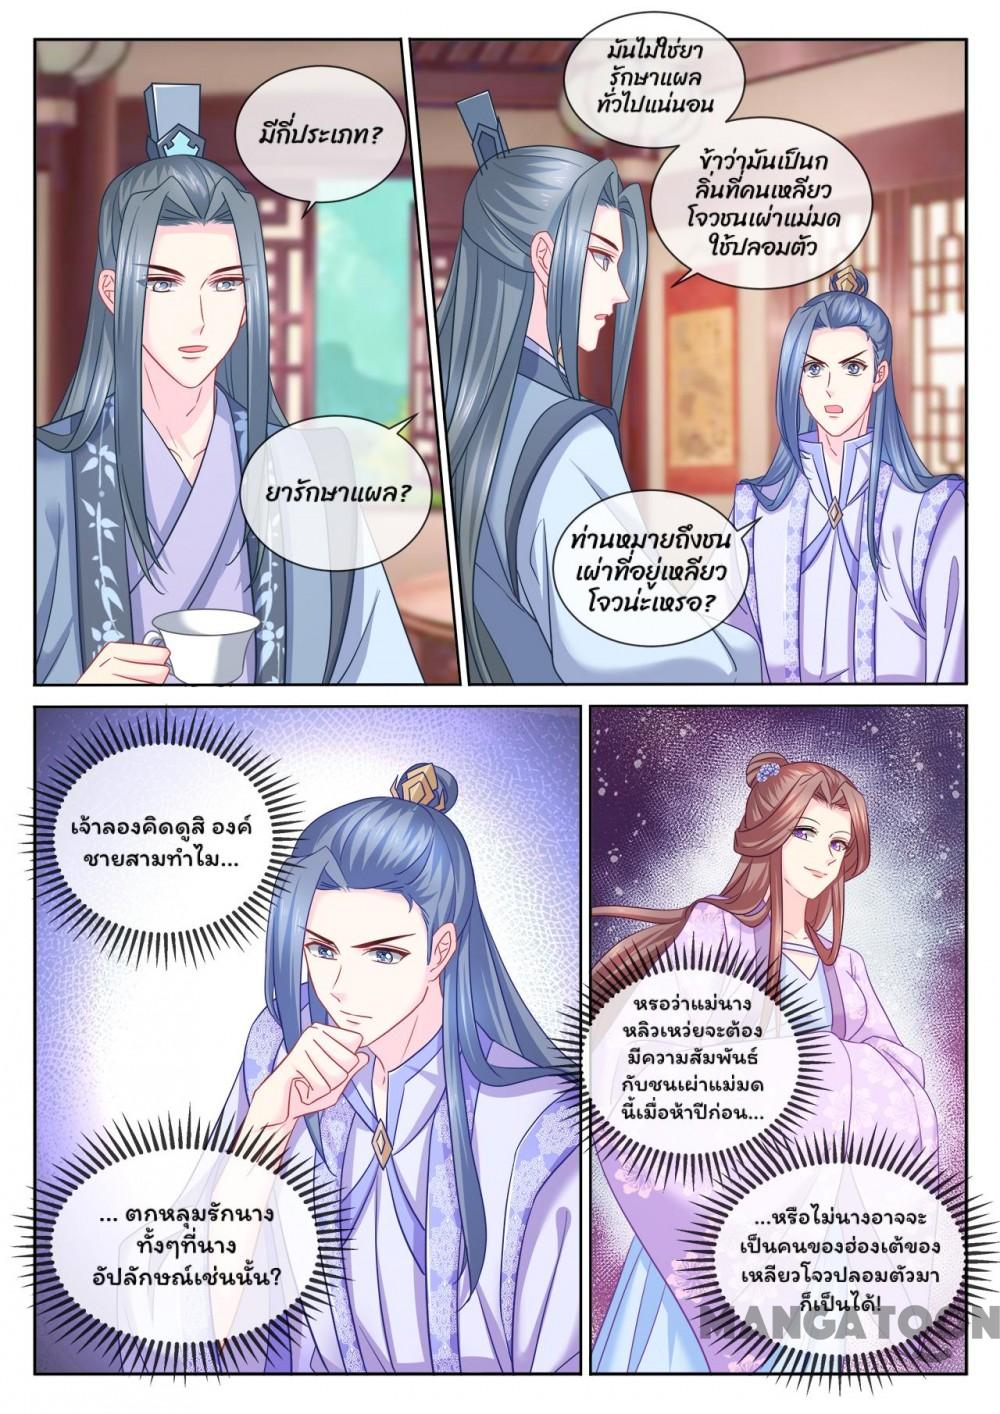 มีกี่ประเภท?
ยารักษาแผล?
มันไม่ใช่ยา
รักษาแผล
ทั่วไปแน่นอน
ข้าว่ามันเป็นก
ลิ่นที่คนเหลียว
โจวชนเผ่าแม่มด
ใช้ปลอมตัว
ท่านหมายถึงชน
เผ่าที่อยู่เหลียว
โจวน่ะเหรอ?
เจ้าลองคิดดูสิ องค์
ชายสามทำไม...
... ตกหลุมรักนาง
ทั้งๆที่นาง
อัปลักษณ์เช่นนั้น?
หรอว่าแม่นาง
หลิวเหว่ยจะต้อง
มีความสัมพันธ์
กับชนเผ่าแม่มด
นี้เมื่อห้าปีก่อน...
...หรือไม่นางอาจจะ
เป็นคนของฮ่องเต้ของ
เหลียวโจวปลอมตัวมา
ก็เป็นได้!
MANGATOON